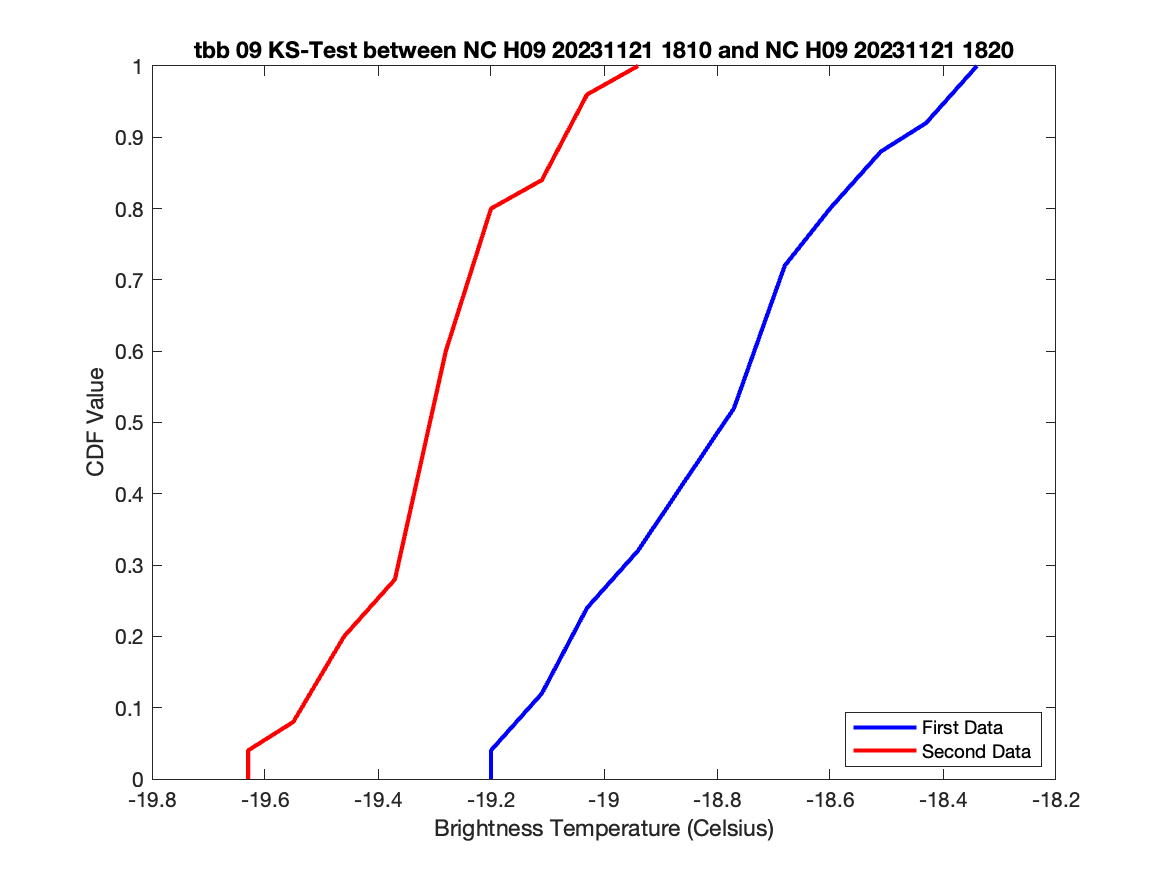 tbb 09 KS-Test between NC H09 20231121 1810 and NC H09 20231121 1820
1
0.9
0.8
0.7
0.6
0.5
0.4
0.3
0.2
0.1
0
CDF Value
-19.8 -19.6 -19.4 -19.2 -19 -18.8 -18.6 -18.4 -18.2
Brightness Temperature (Celsius)
First Data
Second Data